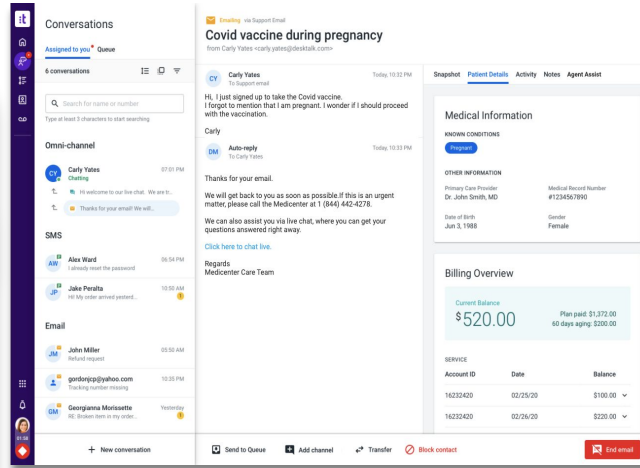 :t
Conversations
Assigned to you
Queue
6 conversations
Search for name or number
Type at least 3 characters to start searching
Omni-channel
CY
Carly Yates
07:01 PM
Chatting
Hi welcome to our live chat. We are tr..
Thanks for your email! We will...
SMS
AW
Alex Ward
06:54 PM
I already reset the password
JP
Jake Peralta
10:50 AM
Hi! My order arrived yesterd...
1
Email
JM
John Miller
05:50 AM
Refund request
gordonjcp@yahoo.com
10:35 PM
Tracking number missing
GM
Georgianna Morissette
Yesterday
RE: Broken item in my order...
1
01:58
+ New conversation
Emailing via Support Email
Covid vaccine during pregnancy
from Carly Yates <carly.yates@desktalk.com>
CY
Carly Yates
Today, 10:32 PM
To Support email
Hi, I just signed up to take the Covid vaccine.
I forgot to mention that I am pregnant. I wonder if I should proceed
with the vaccination.
Carly
DM
Auto-reply
Today, 10:33 PM
To Carly Yates
Thanks for your email.
We will get back to you as soon as possible.If this is an urgent
matter, please call the Medicenter at 1 (844) 442-4278.
We can also assist you via live chat, where you can get your
questions answered right away.
Click here to chat live.
Regards
Medicenter Care Team
Snapshot Patient Details Activity Notes Agent Assist
Medical Information
KNOWN CONDITIONS
Pregnant
OTHER INFORMATION
Primary Care Provider
Medical Record Number
Dr. John Smith, MD
#1234567890
Date of Birth
Gender
Jun 3, 1988
Female
Billing Overview
Current Balance
$520.00
Plan paid: $1,372.00
60 days aging: $200.00
SERVICE
Account ID Date Balance
16232420 02/25/20 $100.00
16232420 02/26/20 $220.00
Send to Queue
Add channel
Transfer
Block contact
End email